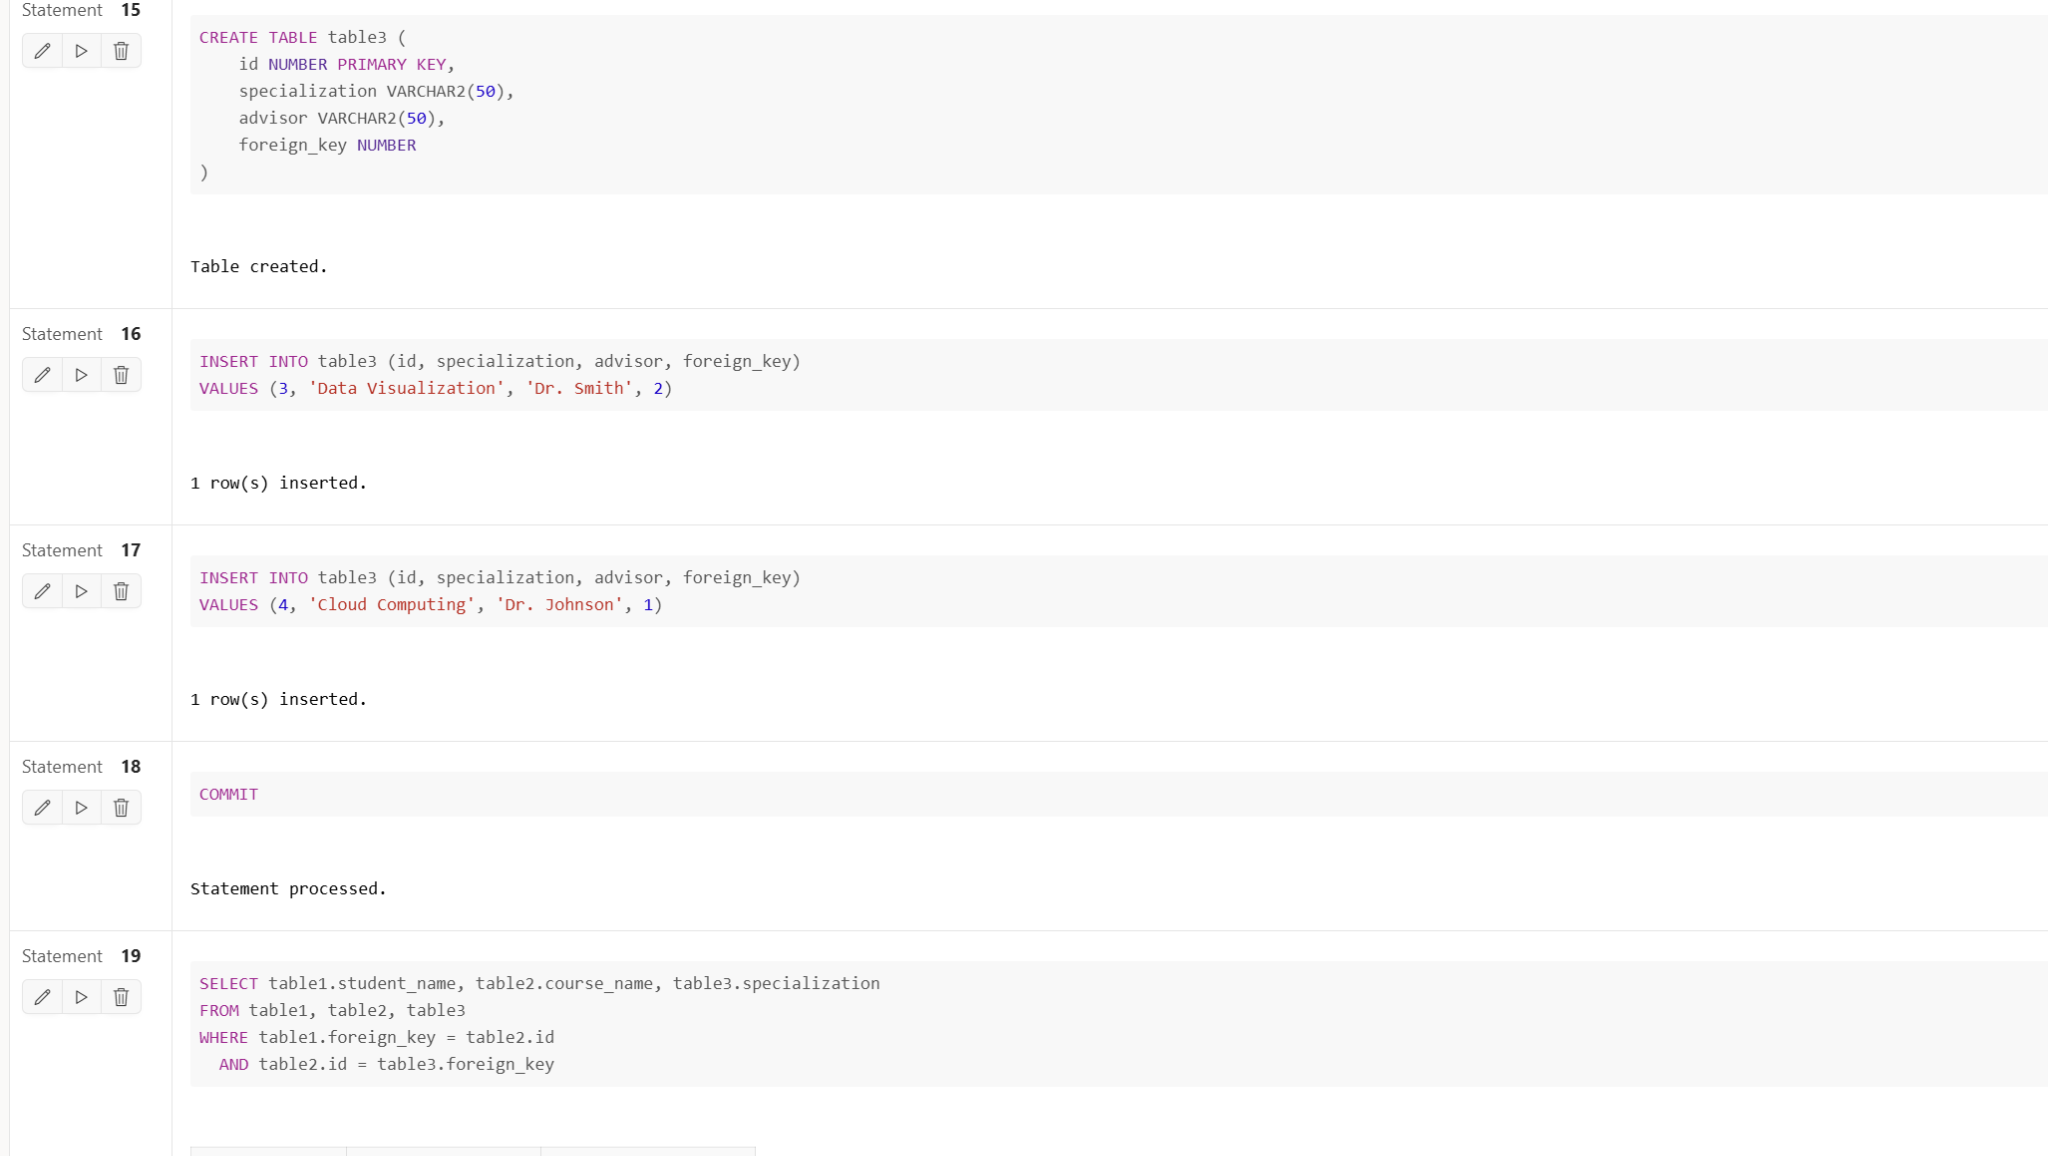 Statement 15
CREATE TABLE table3 (
    id NUMBER PRIMARY KEY,
    specialization VARCHAR2(50),
    advisor VARCHAR2(50),
    foreign_key NUMBER
)
Table created.
Statement 16
INSERT INTO table3 (id, specialization, advisor, foreign_key)
VALUES (3, 'Data Visualization', 'Dr. Smith', 2)
1 row(s) inserted.
Statement 17
INSERT INTO table3 (id, specialization, advisor, foreign_key)
VALUES (4, 'Cloud Computing', 'Dr. Johnson', 1)
1 row(s) inserted.
Statement 18
COMMIT
Statement processed.
Statement 19
SELECT table1.student_name, table2.course_name, table3.specialization
FROM table1, table2, table3
WHERE table1.foreign_key = table2.id
  AND table2.id = table3.foreign_key